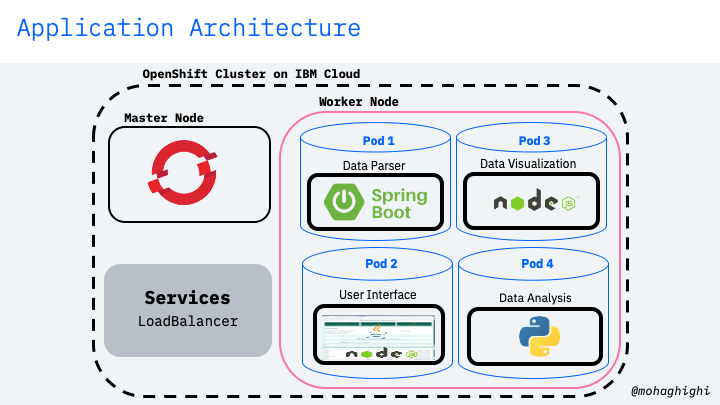 Application Architecture
OpenShift Cluster on IBM Cloud
Master Node
Worker Node
Pod 1
Data Parser
Spring
Boot
Pod 3
Data Visualization
node
JS
Services
LoadBalancer
Pod 2
User Interface
node
JS
Pod 4
Data Analysis
@mohaghighi